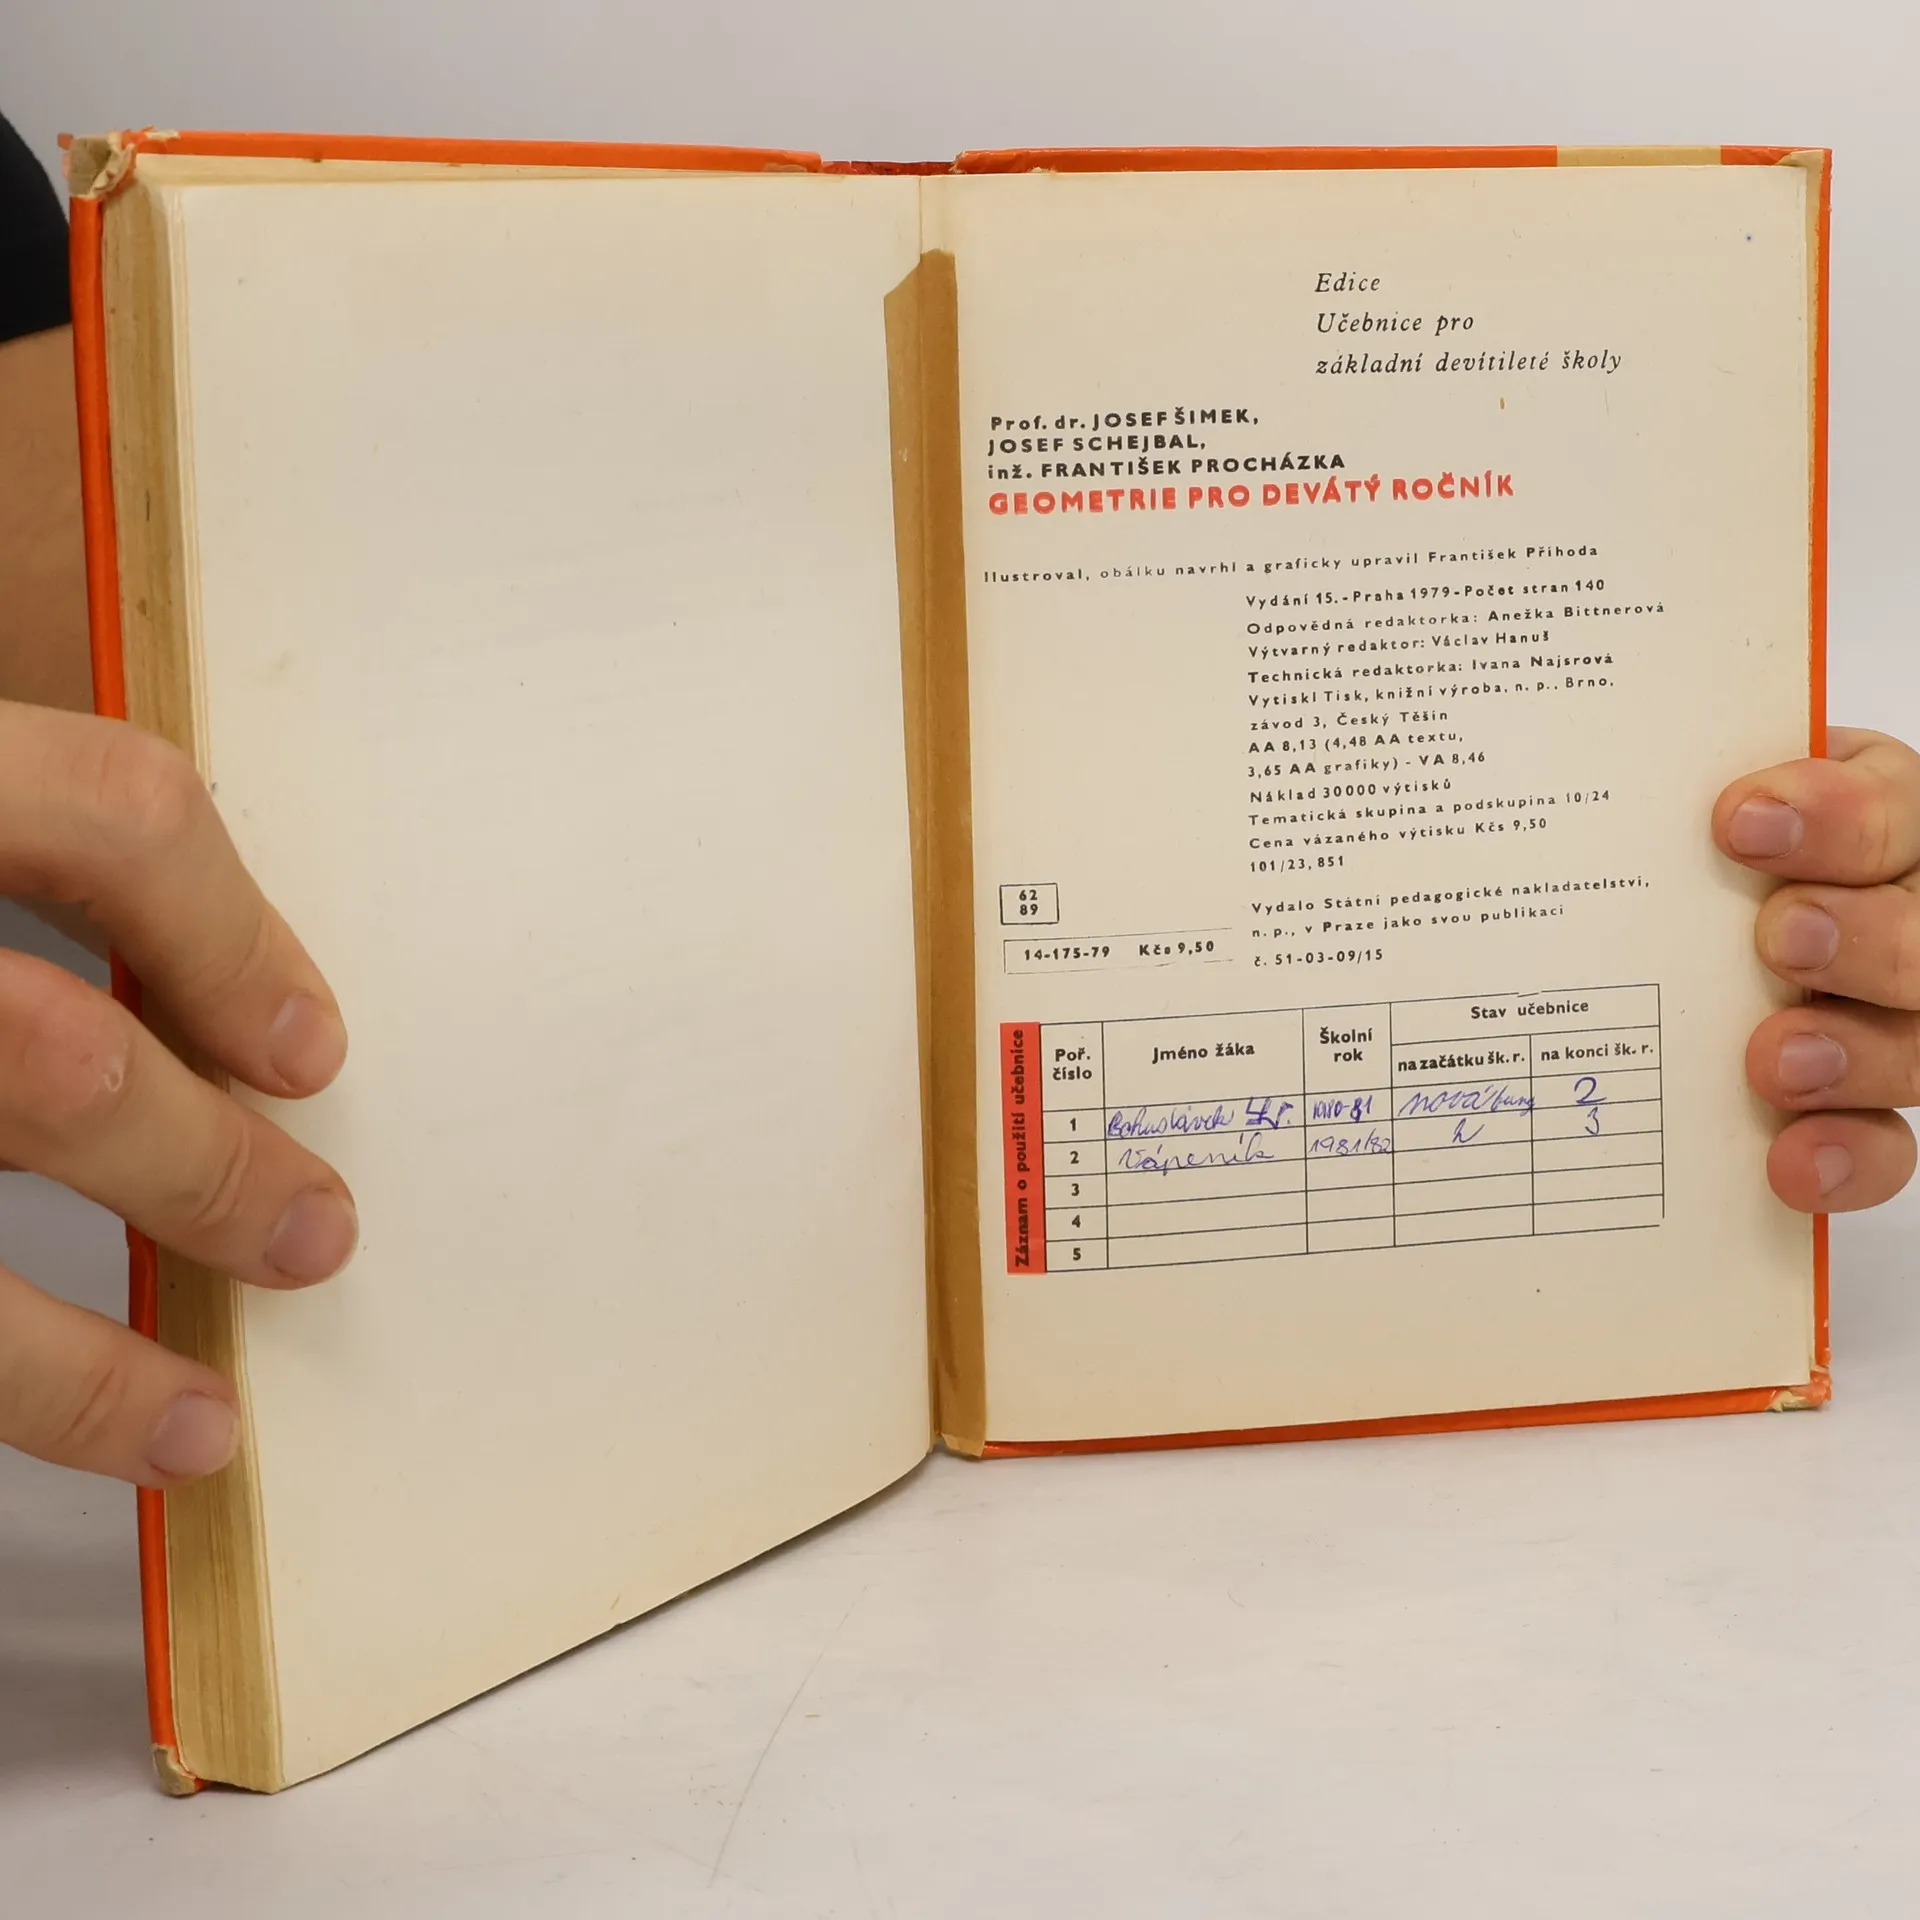 Edice
Učebnice pro
základní devítileté školy
Prof. dr. JOSEF ŠIMEK,
JOSEF SCHEJBAL,
inž. FRANTIŠEK PROCHÁZKA
GEOMETRIE PRO DEVÁTÝ ROČNÍK
Ilustroval, obálku navrhl a graficky upravil František Příhoda
Vydání 15. - Praha 1979 - Počet stran 140
Odpovědná redaktorka: Anežka Bittnerová
Výtvarný redaktor: Václav Hanuš
Technická redaktorka: Ivana Najsrová
Vytiskl Tisk, knižní výroba, n. p., Brno,
závod 3, Český Těšín
AA 8,13 (4,48 AA textu,
3,65 AA grafiky) - VA 8,46
Náklad 30000 výtisků
Tematická skupina a podskupina 10/24
Cena vázaného výtisku Kčs 9,50
101/23, 851
62
89
Vydalo Státní pedagogické nakladatelství,
n. p., v Praze jako svou publikaci
14-175-79 Kčs 9,50
č. 51-03-09/15
Záznam o použití učebnice
Poř. číslo
Jméno žáka
Školní rok
Stav učebnice
na začátku šk. r.
na konci šk. r.
1 Bohuslávek 1980-81 nová 2
2 Vápeník 1981/82 2 3
3
4
5